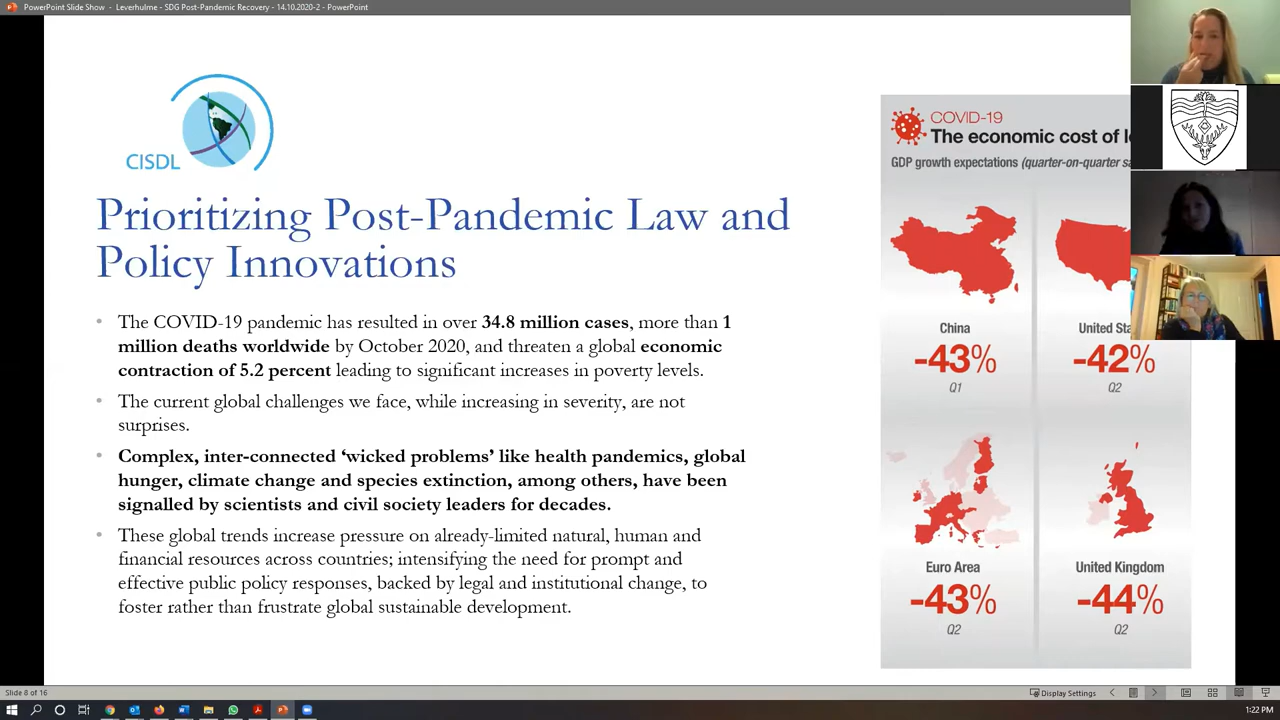 PowerPoint Slide Show - Leverhulme - SDG Post-Pandemic Recovery - 14.10.2020-2 - PowerPoint
CISDL
Prioritizing Post-Pandemic Law and
Policy Innovations
• The COVID-19 pandemic has resulted in over 34.8 million cases, more than 1
million deaths worldwide by October 2020, and threaten a global economic
contraction of 5.2 percent leading to significant increases in poverty levels.
• The current global challenges we face, while increasing in severity, are not
surprises.
• Complex, inter-connected ‘wicked problems’ like health pandemics, global
hunger, climate change and species extinction, among others, have been
signalled by scientists and civil society leaders for decades.
• These global trends increase pressure on already-limited natural, human and
financial resources across countries; intensifying the need for prompt and
effective public policy responses, backed by legal and institutional change, to
foster rather than frustrate global sustainable development.
COVID-19
The economic cost of l
GDP growth expectations (quarter-on-quarter sa
China
-43%
Q1
United Sta
-42%
Q2
Euro Area
-43%
Q2
United Kingdom
-44%
Q2
Slide 8 of 16
Display Settings
1:22 PM